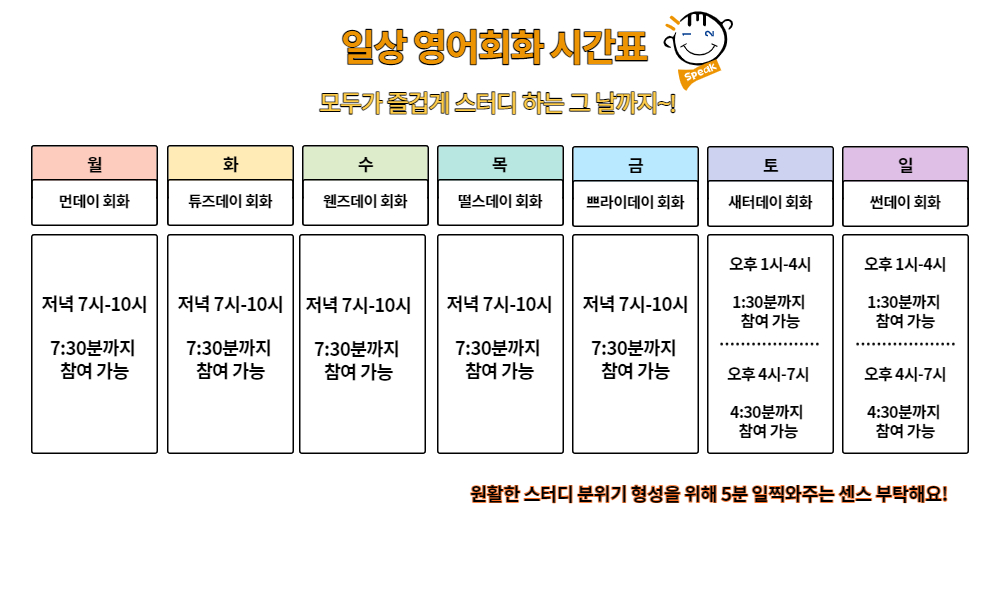 일상 영어회화 시간표
1 2
Speak
모두가 즐겁게 스터디 하는 그 날까지~!
월 화 수 목 금 토 일
먼데이 회화 튜즈데이 회화 웬즈데이 회화 떨스데이 회화 쁘라이데이 회화 새터데이 회화 썬데이 회화
저녁 7시-10시
7:30분까지
참여 가능
저녁 7시-10시
7:30분까지
참여 가능
저녁 7시-10시
7:30분까지
참여 가능
저녁 7시-10시
7:30분까지
참여 가능
저녁 7시-10시
7:30분까지
참여 가능
오후 1시-4시
1:30분까지
참여 가능
오후 4시-7시
4:30분까지
참여 가능
오후 1시-4시
1:30분까지
참여 가능
오후 4시-7시
4:30분까지
참여 가능
원활한 스터디 분위기 형성을 위해 5분 일찍와주는 센스 부탁해요!